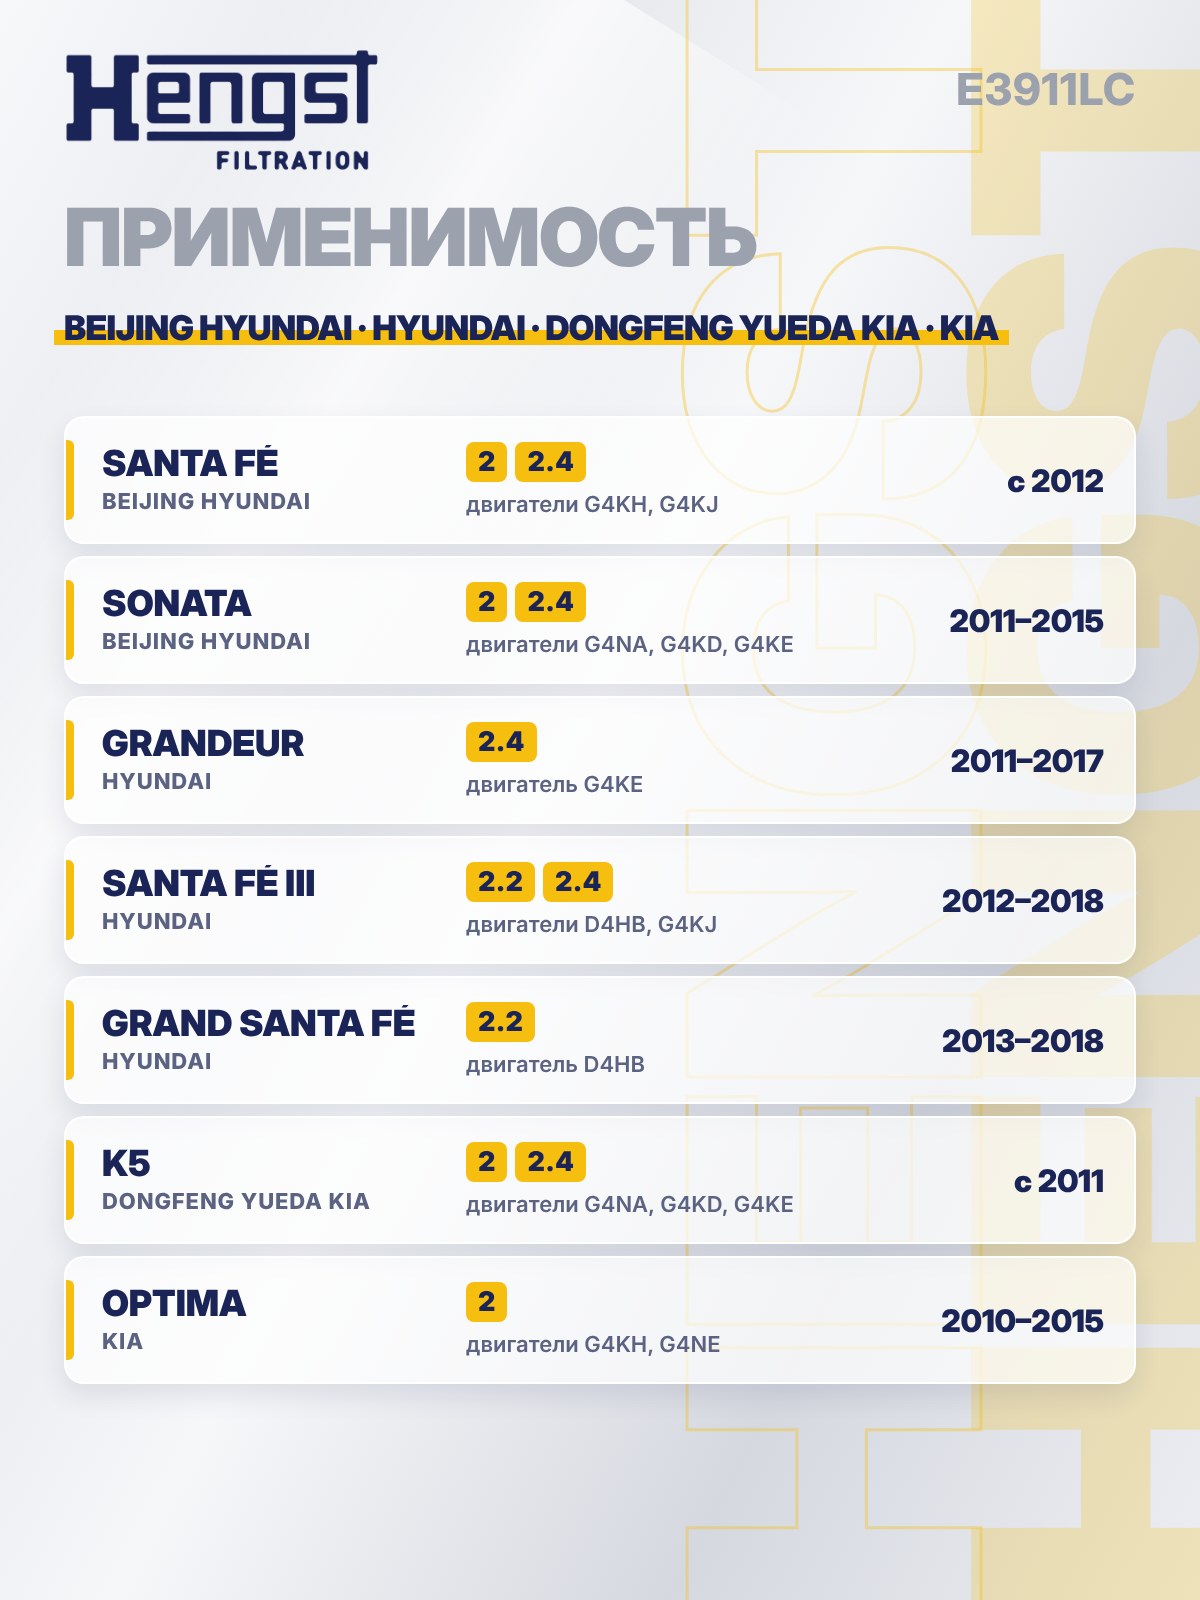 Hengst
FILTRATION
E3911LC
ПРИМЕНИМОСТЬ
BEIJING HYUNDAI · HYUNDAI · DONGFENG YUEDA KIA · KIA
SANTA FÉ
BEIJING HYUNDAI
2 2.4
двигатели G4KH, G4KJ
с 2012
SONATA
BEIJING HYUNDAI
2 2.4
двигатели G4NA, G4KD, G4KE
2011–2015
GRANDEUR
HYUNDAI
2.4
двигатель G4KE
2011–2017
SANTA FÉ III
HYUNDAI
2.2 2.4
двигатели D4HB, G4KJ
2012–2018
GRAND SANTA FÉ
HYUNDAI
2.2
двигатель D4HB
2013–2018
K5
DONGFENG YUEDA KIA
2 2.4
двигатели G4NA, G4KD, G4KE
с 2011
OPTIMA
KIA
2
двигатели G4KH, G4NE
2010–2015
HENGST
HENGST